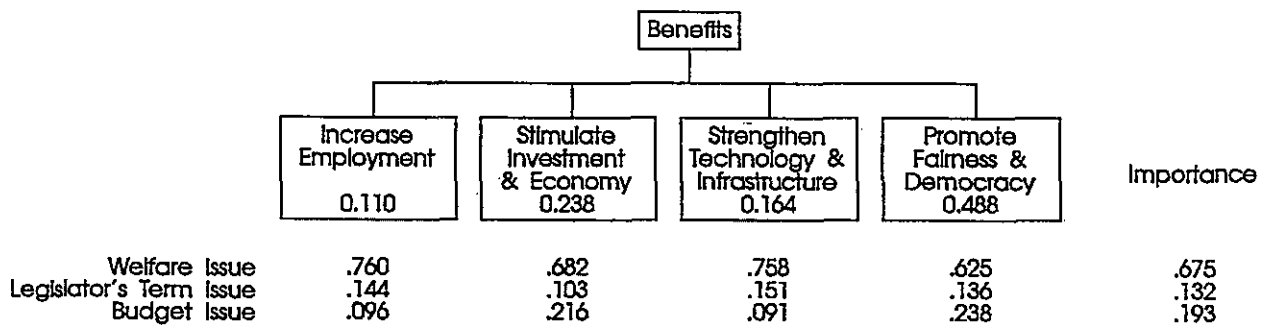 Benefits
Increase
Employment
0.110
Stimulate
Investment
& Economy
0.238
Strengthen
Technology &
Infrastructure
0.164
Promote
Fairness &
Democracy
0.488
Importance
Welfare Issue .760 .682 .758 .625 .675
Legislator's Term Issue .144 .103 .151 .136 .132
Budget Issue .096 .216 .091 .238 .193